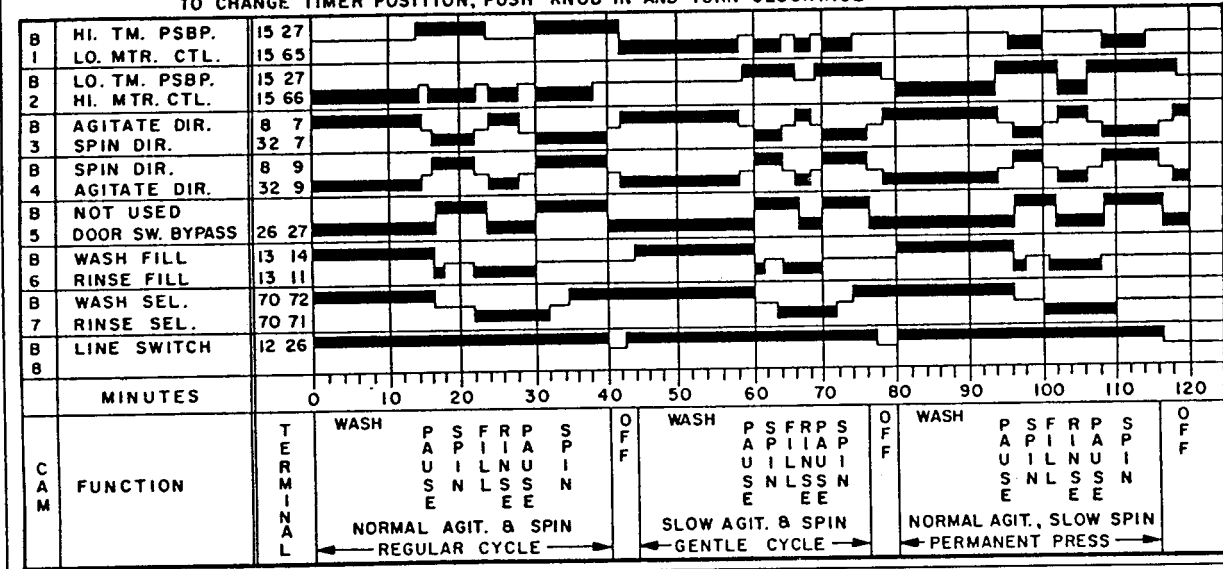 TO CHANGE TIMER POSITION, PUSH KNOB IN AND TURN CLOCKWISE
B 1 HI. TM. PSBP. 15 27
LO. MTR. CTL. 15 65
B 2 LO. TM. PSBP. 15 27
HI. MTR. CTL. 15 66
B 3 AGITATE DIR. 8 7
SPIN DIR. 32 7
B 4 SPIN DIR. 8 9
AGITATE DIR. 32 9
B 5 NOT USED
DOOR SW. BYPASS 26 27
B 6 WASH FILL 13 14
RINSE FILL 13 11
B 7 WASH SEL. 70 72
RINSE SEL. 70 71
B 8 LINE SWITCH 12 26
MINUTES 0 10 20 30 40 50 60 70 80 90 100 110 120
CAM FUNCTION TERMINAL
WASH PAUSE SPIN FILL RINSE PAUSE SPIN
NORMAL AGIT. & SPIN
REGULAR CYCLE
OFF
WASH PAUSE SPIN FILL RINSE PAUSE SPIN
SLOW AGIT. & SPIN
GENTLE CYCLE
OFF
WASH PAUSE SPIN FILL RINSE PAUSE SPIN
NORMAL AGIT., SLOW SPIN
PERMANENT PRESS
OFF